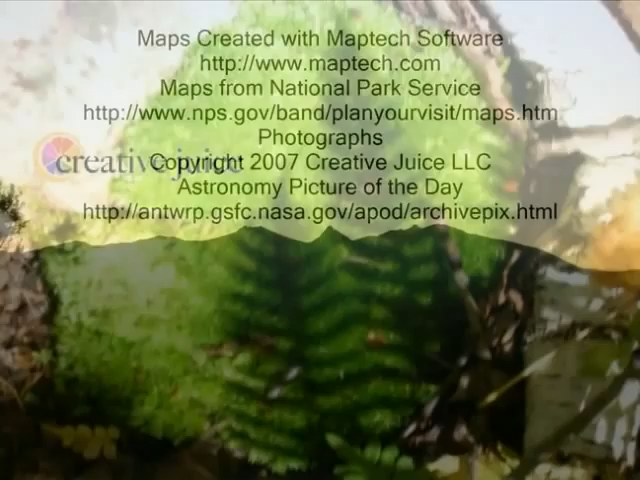 Maps Created with Maptech Software
http://www.maptech.com
Maps from National Park Service
http://www.nps.gov/band/planyourvisit/maps.htm
Photographs
creative juice
Copyright 2007 Creative Juice LLC
Astronomy Picture of the Day
http://antwrp.gsfc.nasa.gov/apod/archivepix.html